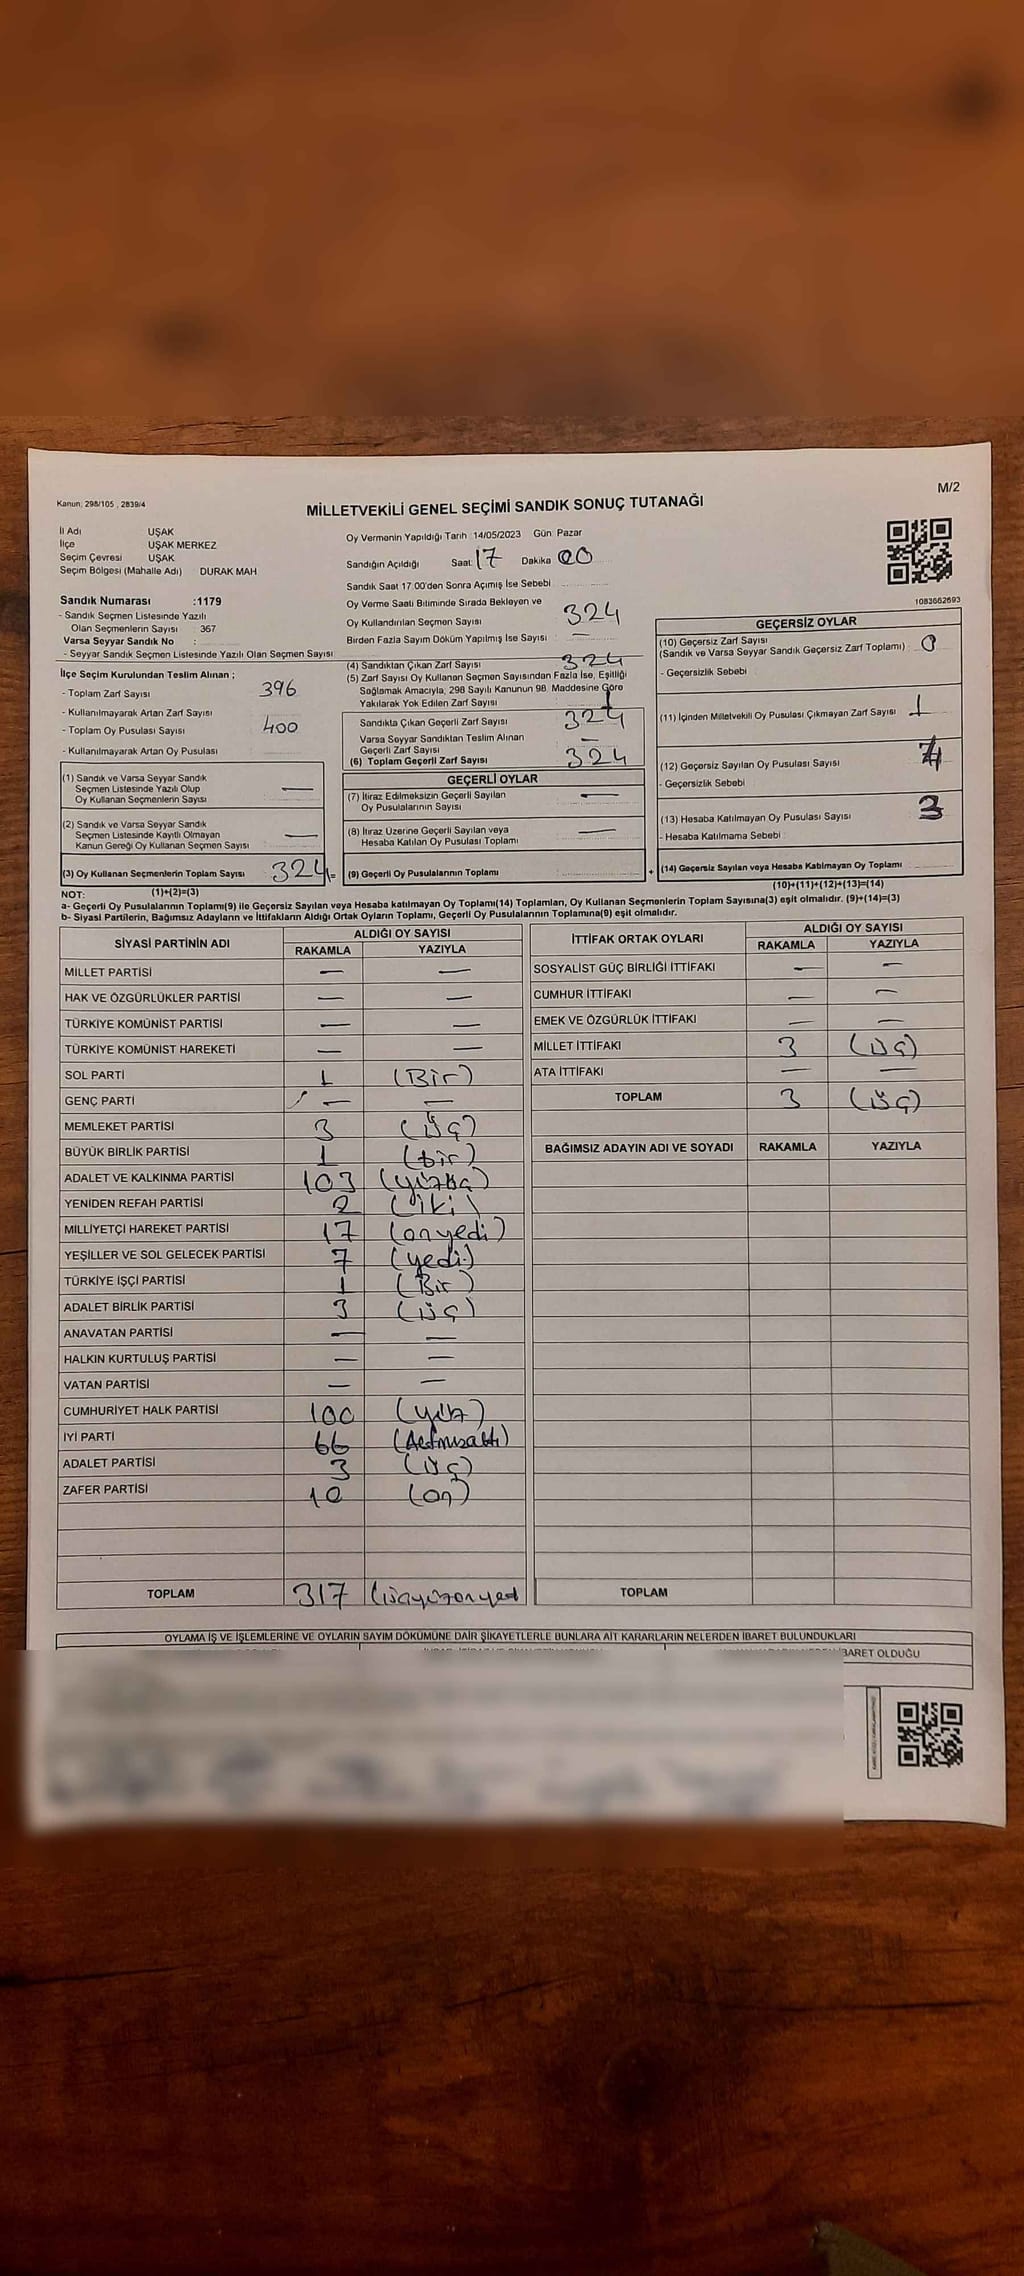 M/2
Kanun; 298/105 , 2839/4
MİLLETVEKİLİ GENEL SEÇİMİ SANDIK SONUÇ TUTANAĞI
İl Adı UŞAK
İlçe UŞAK MERKEZ
Seçim Çevresi UŞAK
Seçim Bölgesi (Mahalle Adı) DURAK MAH
Sandık Numarası :1179
- Sandık Seçmen Listesinde Yazılı
Olan Seçmenlerin Sayısı 367
Varsa Seyyar Sandık No :
- Seyyar Sandık Seçmen Listesinde Yazılı Olan Seçmen Sayısı
İlçe Seçim Kurulundan Teslim Alınan ;
- Toplam Zarf Sayısı 396
- Kullanılmayarak Artan Zarf Sayısı
- Toplam Oy Pusulası Sayısı 400
- Kullanılmayarak Artan Oy Pusulası
(1) Sandık ve Varsa Seyyar Sandık
Seçmen Listesinde Yazılı Olup
Oy Kullanan Seçmenlerin Sayısı —
(2) Sandık ve Varsa Seyyar Sandık
Seçmen Listesinde Kayıtlı Olmayan
Kanun Gereği Oy Kullanan Seçmen Sayısı —
(3) Oy Kullanan Seçmenlerin Toplam Sayısı 324 =
Oy Vermenin Yapıldığı Tarih 14/05/2023 Gün: Pazar
Sandığın Açıldığı Saat: 17 Dakika 00
Sandık Saat 17.00'den Sonra Açımış İse Sebebi
Oy Verme Saati Bitiminde Sırada Bekleyen ve
Oy Kullandırılan Seçmen Sayısı 324
Birden Fazla Sayım Döküm Yapılmış İse Sayısı —
(4) Sandıktan Çıkan Zarf Sayısı 324
(5) Zarf Sayısı Oy Kullanan Seçmen Sayısından Fazla İse, Eşitliği
Sağlamak Amacıyla, 298 Sayılı Kanunun 98. Maddesine Göre
Yakılarak Yok Edilen Zarf Sayısı
Sandıkta Çıkan Geçerli Zarf Sayısı 324
Varsa Seyyar Sandıktan Teslim Alınan
Geçerli Zarf Sayısı —
(6) Toplam Geçerli Zarf Sayısı 324
GEÇERLİ OYLAR
(7) İtiraz Edilmeksizin Geçerli Sayılan
Oy Pusulalarının Sayısı —
(8) İtiraz Üzerine Geçerli Sayılan veya
Hesaba Katılan Oy Pusulası Toplamı —
(9) Geçerli Oy Pusulalarının Toplamı +
1083662693
GEÇERSİZ OYLAR
(10) Geçersiz Zarf Sayısı
(Sandık ve Varsa Seyyar Sandık Geçersiz Zarf Toplamı) : 0
- Geçersizlik Sebebi
(11) İçinden Milletvekili Oy Pusulası Çıkmayan Zarf Sayısı 1
(12) Geçersiz Sayılan Oy Pusulası Sayısı
- Geçersizlik Sebebi
(13) Hesaba Katılmayan Oy Pusulası Sayısı 3
- Hesaba Katılmama Sebebi :
(14) Geçersiz Sayılan veya Hesaba Katılmayan Oy Toplamı
NOT: (1)+(2)=(3) (10)+(11)+(12)+(13)=(14)
a- Geçerli Oy Pusulalarının Toplamı(9) ile Geçersiz Sayılan veya Hesaba katılmayan Oy Toplamı(14) Toplamları, Oy Kullanan Seçmenlerin Toplam Sayısına(3) eşit olmalıdır. (9)+(14)=(3)
b- Siyasi Partilerin, Bağımsız Adayların ve İttifakların Aldığı Ortak Oyların Toplamı, Geçerli Oy Pusulalarının Toplamına(9) eşit olmalıdır.
SİYASİ PARTİNİN ADI ALDIĞI OY SAYISI
RAKAMLA YAZIYLA
MİLLET PARTİSİ — —
HAK VE ÖZGÜRLÜKLER PARTİSİ — —
TÜRKİYE KOMÜNİST PARTİSİ — —
TÜRKİYE KOMÜNİST HAREKETİ — —
SOL PARTİ 1 (Bir)
GENÇ PARTİ — —
MEMLEKET PARTİSİ 3 (üç)
BÜYÜK BİRLİK PARTİSİ 1 (bir)
ADALET VE KALKINMA PARTİSİ 103 (yüzüç)
YENİDEN REFAH PARTİSİ 2 (iki)
MİLLİYETÇİ HAREKET PARTİSİ 17 (onyedi)
YEŞİLLER VE SOL GELECEK PARTİSİ 7 (yedi)
TÜRKİYE İŞÇİ PARTİSİ 1 (Bir)
ADALET BİRLİK PARTİSİ 3 (üç)
ANAVATAN PARTİSİ — —
HALKIN KURTULUŞ PARTİSİ — —
VATAN PARTİSİ — —
CUMHURİYET HALK PARTİSİ 100 (yüz)
İYİ PARTİ 66 (Altmışaltı)
ADALET PARTİSİ 3 (üç)
ZAFER PARTİSİ 10 (on)
TOPLAM 317 (üçyüzonyed
İTTİFAK ORTAK OYLARI ALDIĞI OY SAYISI
RAKAMLA YAZIYLA
SOSYALİST GÜÇ BİRLİĞİ İTTİFAKI — —
CUMHUR İTTİFAKI — —
EMEK VE ÖZGÜRLÜK İTTİFAKI — —
MİLLET İTTİFAKI 3 (üç)
ATA İTTİFAKI — —
TOPLAM 3 (üç)
BAĞIMSIZ ADAYIN ADI VE SOYADI RAKAMLA YAZIYLA
TOPLAM
OYLAMA İŞ VE İŞLEMLERİNE VE OYLARIN SAYIM DÖKÜMÜNE DAİR ŞİKAYETLERLE BUNLARA AİT KARARLARIN NELERDEN İBARET BULUNDUKLARI
İBARET OLDUĞU